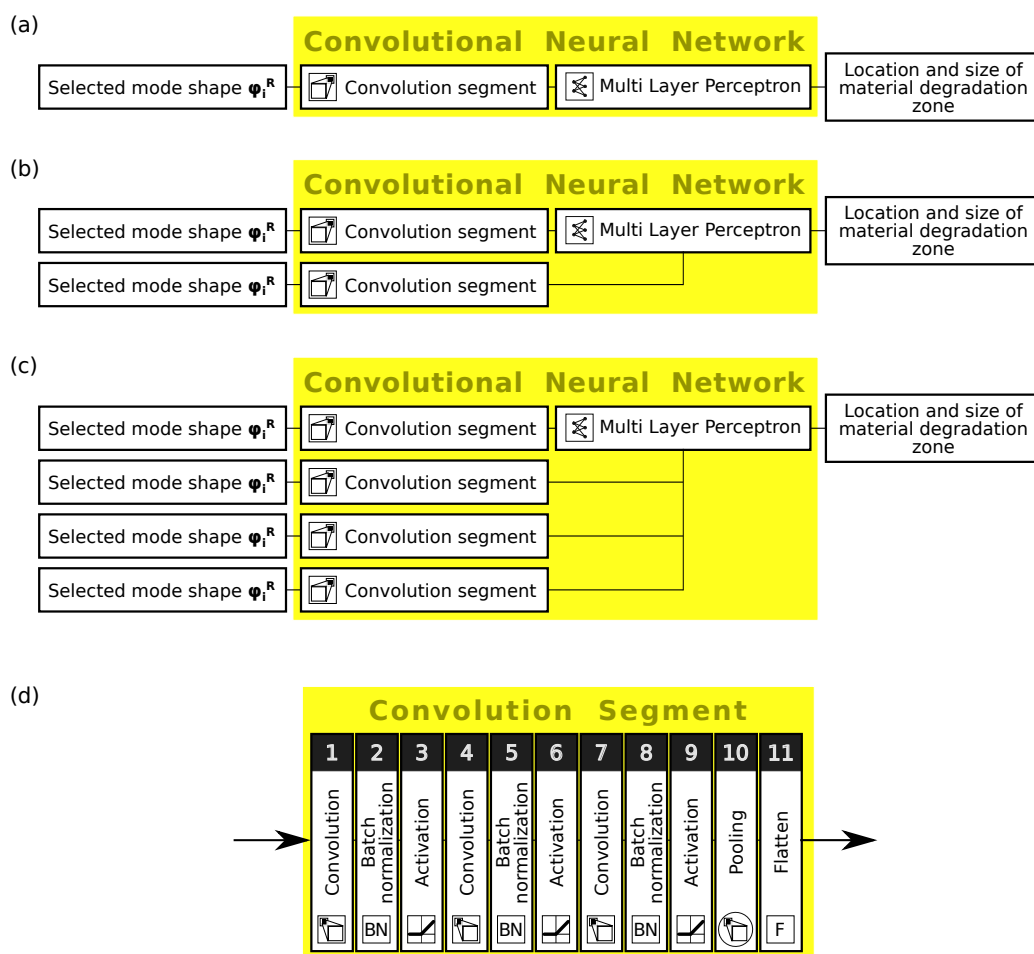 (a)
Convolutional Neural Network
Selected mode shape φᵢᴿ
Convolution segment
Multi Layer Perceptron
Location and size of
material degradation
zone
(b)
Convolutional Neural Network
Selected mode shape φᵢᴿ
Convolution segment
Multi Layer Perceptron
Location and size of
material degradation
zone
Selected mode shape φᵢᴿ
Convolution segment
(c)
Convolutional Neural Network
Selected mode shape φᵢᴿ
Convolution segment
Multi Layer Perceptron
Location and size of
material degradation
zone
Selected mode shape φᵢᴿ
Convolution segment
Selected mode shape φᵢᴿ
Convolution segment
Selected mode shape φᵢᴿ
Convolution segment
(d)
Convolution Segment
1
Convolution
2
Batch
normalization
BN
3
Activation
4
Convolution
5
Batch
normalization
BN
6
Activation
7
Convolution
8
Batch
normalization
BN
9
Activation
10
Pooling
11
Flatten
F